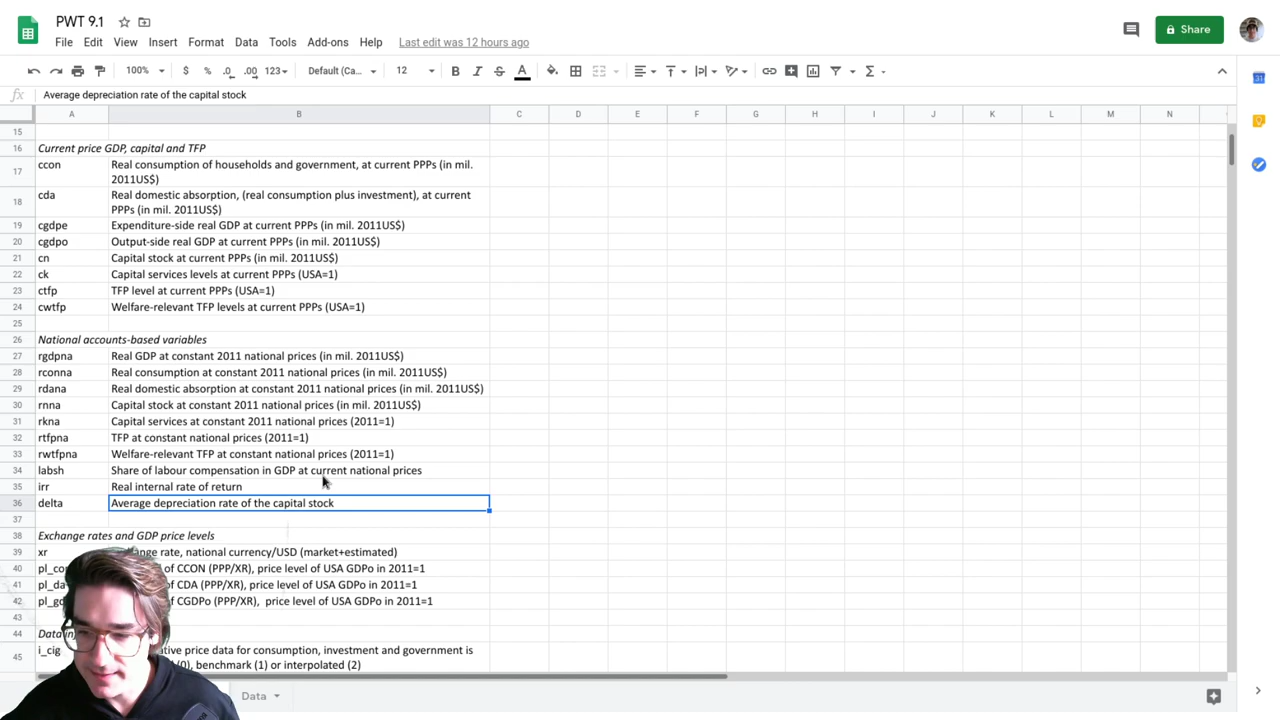 PWT 9.1
File Edit View Insert Format Data Tools Add-ons Help Last edit was 12 hours ago
Share
100% $ % .0 .00 123 Default (Ca... 12 B I S A Σ
fx Average depreciation rate of the capital stock
A B C D E F G H I J K L M N
15
16 Current price GDP, capital and TFP
17 ccon Real consumption of households and government, at current PPPs (in mil.
2011US$)
18 cda Real domestic absorption, (real consumption plus investment), at current
PPPs (in mil. 2011US$)
19 cgdpe Expenditure-side real GDP at current PPPs (in mil. 2011US$)
20 cgdpo Output-side real GDP at current PPPs (in mil. 2011US$)
21 cn Capital stock at current PPPs (in mil. 2011US$)
22 ck Capital services levels at current PPPs (USA=1)
23 ctfp TFP level at current PPPs (USA=1)
24 cwtfp Welfare-relevant TFP levels at current PPPs (USA=1)
25
26 National accounts-based variables
27 rgdpna Real GDP at constant 2011 national prices (in mil. 2011US$)
28 rconna Real consumption at constant 2011 national prices (in mil. 2011US$)
29 rdana Real domestic absorption at constant 2011 national prices (in mil. 2011US$)
30 rnna Capital stock at constant 2011 national prices (in mil. 2011US$)
31 rkna Capital services at constant 2011 national prices (2011=1)
32 rtfpna TFP at constant national prices (2011=1)
33 rwtfpna Welfare-relevant TFP at constant national prices (2011=1)
34 labsh Share of labour compensation in GDP at current national prices
35 irr Real internal rate of return
36 delta Average depreciation rate of the capital stock
37
38 Exchange rates and GDP price levels
39 xr nge rate, national currency/USD (market+estimated)
40 pl_co of CCON (PPP/XR), price level of USA GDPo in 2011=1
41 pl_da of CDA (PPP/XR), price level of USA GDPo in 2011=1
42 pl_g of CGDPo (PPP/XR), price level of USA GDPo in 2011=1
43
44 Data in
45 i_cig ative price data for consumption, investment and government is
(0), benchmark (1) or interpolated (2)
Data
31